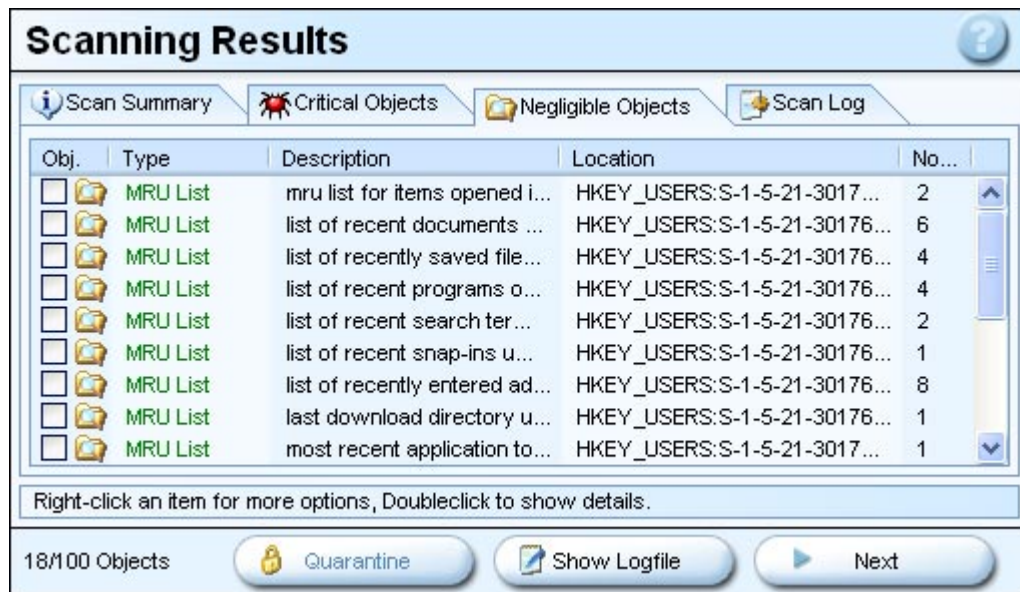 Scanning Results
Scan Summary Critical Objects Negligible Objects Scan Log
Obj. Type Description Location No...
MRU List mru list for items opened i... HKEY_USERS:S-1-5-21-3017... 2
MRU List list of recent documents ... HKEY_USERS:S-1-5-21-30176... 6
MRU List list of recently saved file... HKEY_USERS:S-1-5-21-30176... 4
MRU List list of recent programs o... HKEY_USERS:S-1-5-21-30176... 4
MRU List list of recent search ter... HKEY_USERS:S-1-5-21-30176... 2
MRU List list of recent snap-ins u... HKEY_USERS:S-1-5-21-30176... 1
MRU List list of recently entered ad... HKEY_USERS:S-1-5-21-30176... 8
MRU List last download directory u... HKEY_USERS:S-1-5-21-30176... 1
MRU List most recent application to... HKEY_USERS:S-1-5-21-3017... 1
Right-click an item for more options, Doubleclick to show details.
18/100 Objects Quarantine Show Logfile Next